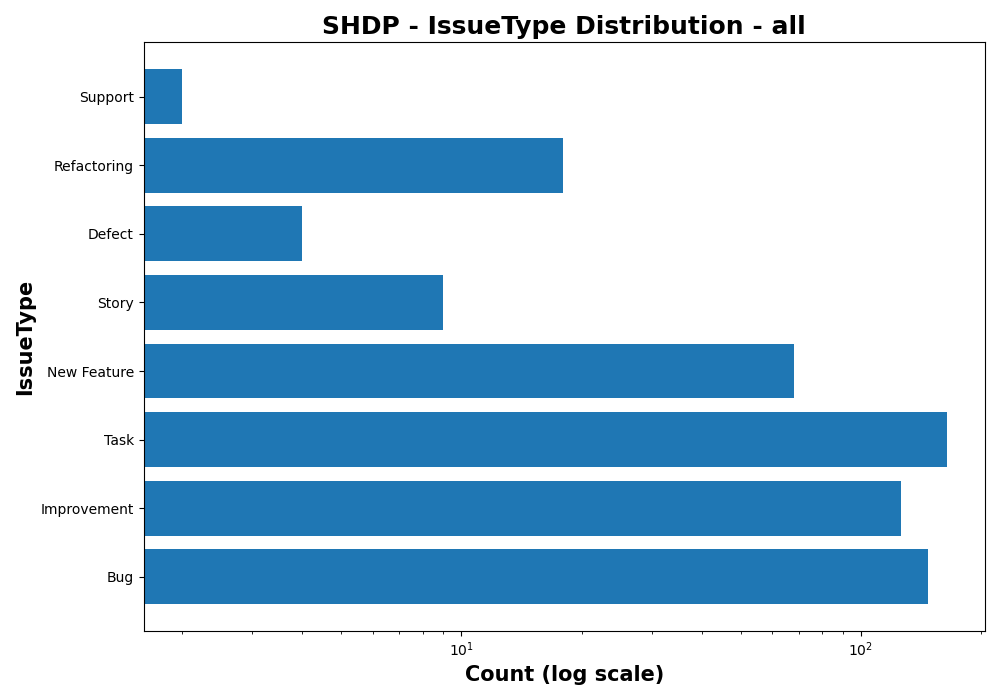 SHDP - IssueType Distribution - all
IssueType
Support
Refactoring
Defect
Story
New Feature
Task
Improvement
Bug
10¹
10²
Count (log scale)